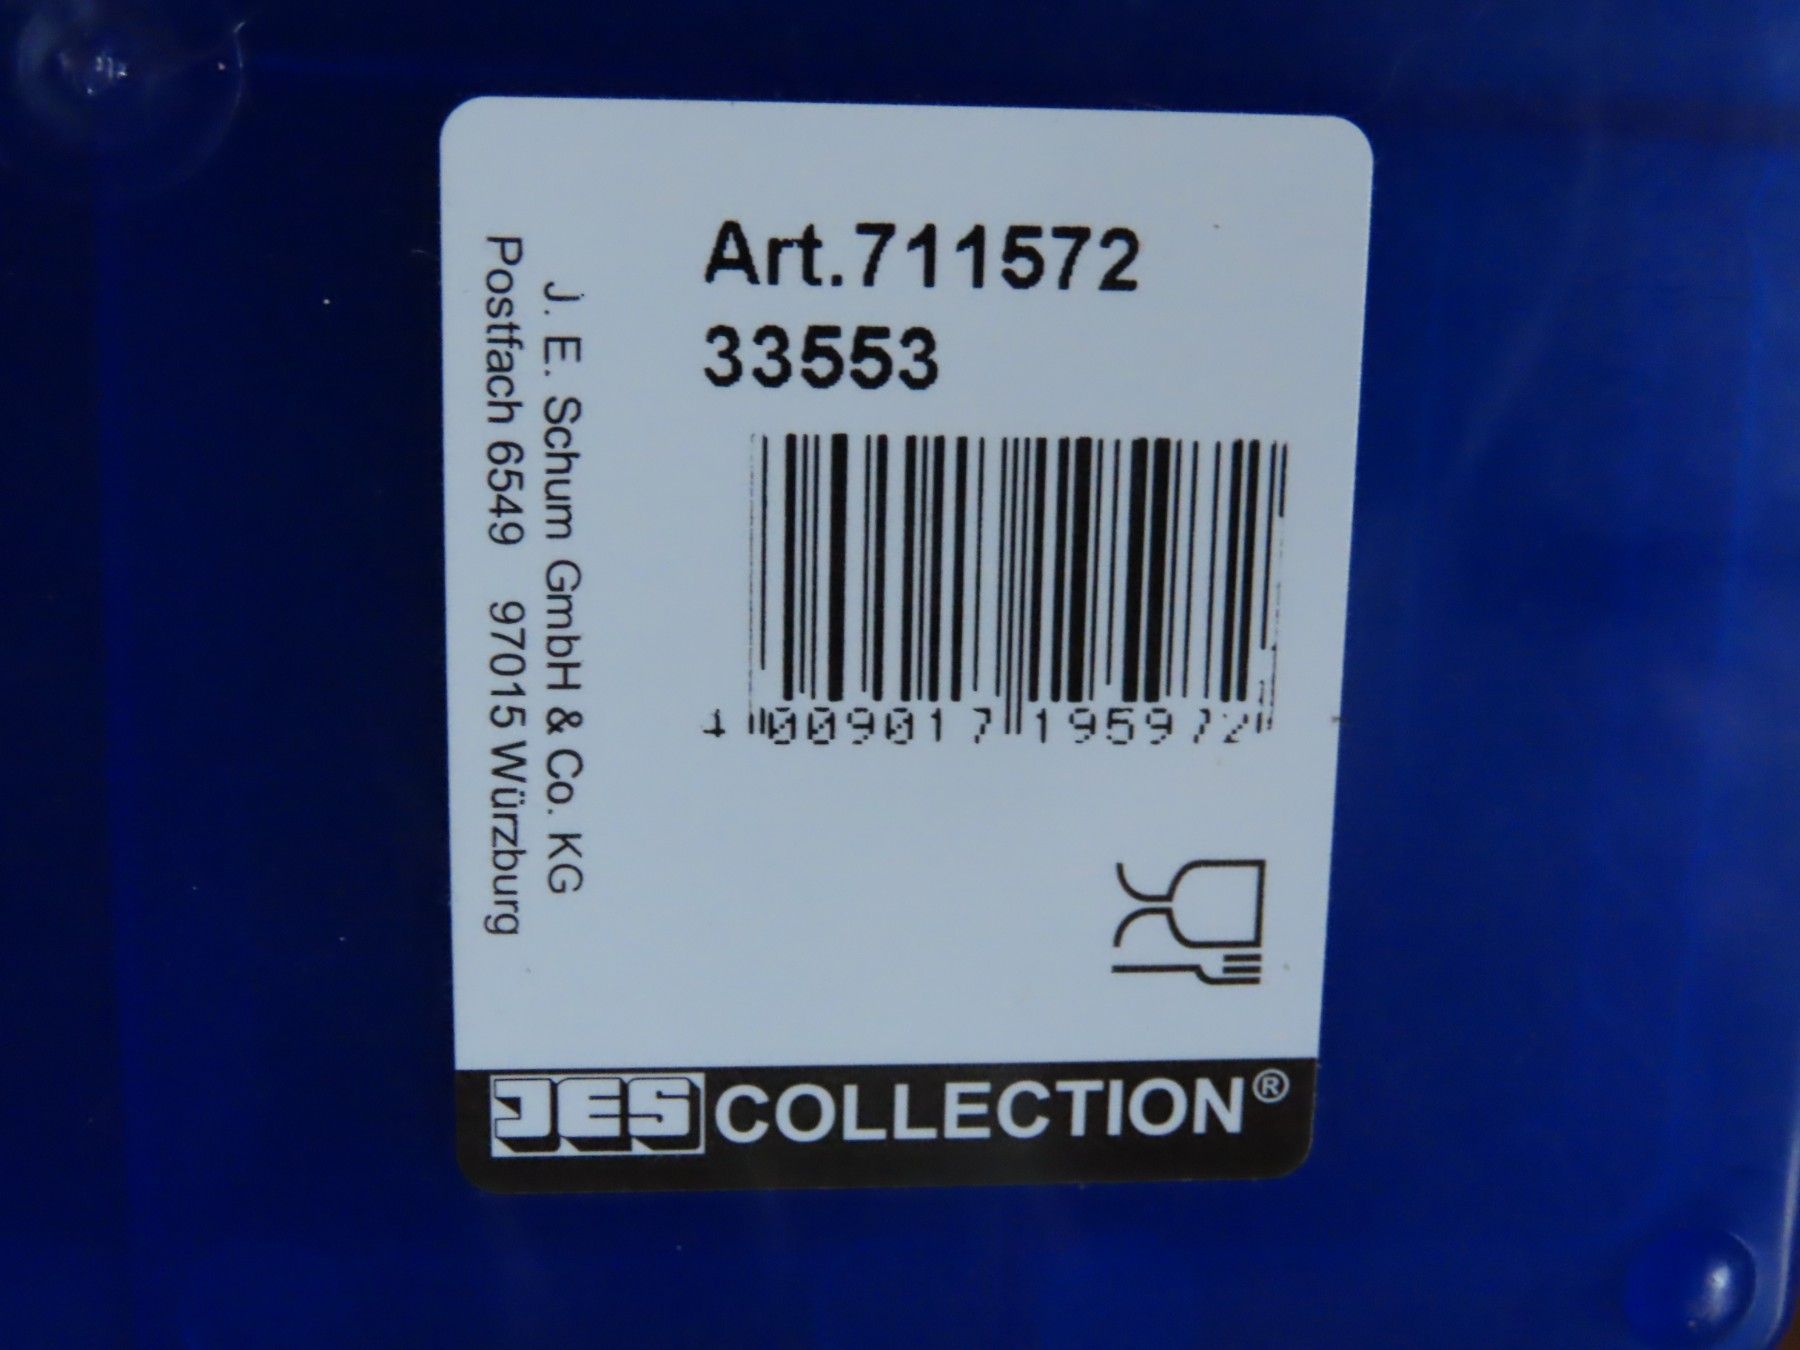 Art.711572
33553
4 009017 195972
J. E. Schum GmbH & Co. KG
Postfach 6549 97015 Würzburg
JES COLLECTION®